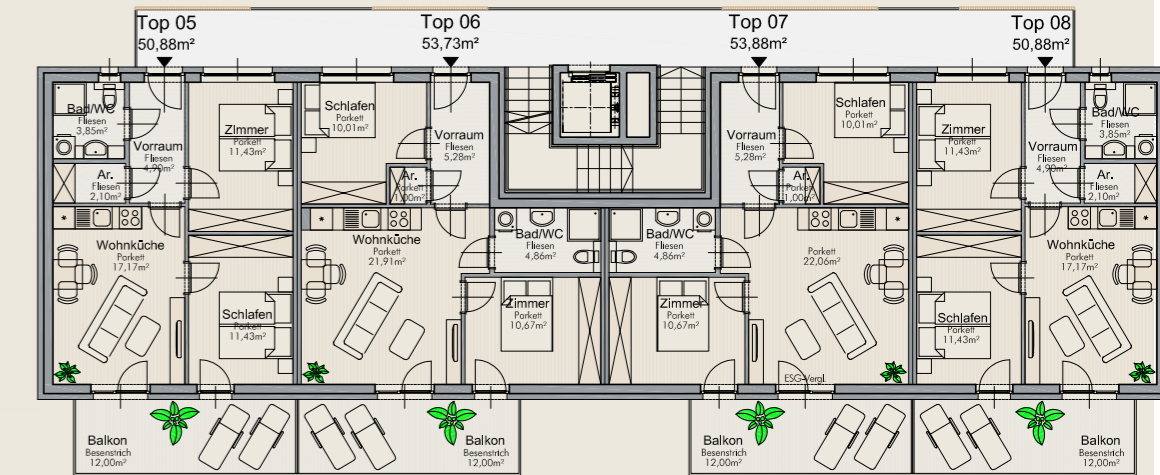 Top 05
50,88m²
Top 06
53,73m²
Top 07
53,88m²
Top 08
50,88m²
Bad/WC
Fliesen
3,85m²
Vorraum
Fliesen
4,90m²
Ar.
Fliesen
2,10m²
Zimmer
Parkett
11,43m²
Wohnküche
Parkett
17,17m²
Schlafen
Parkett
11,43m²
Balkon
Besenstrich
12,00m²
Schlafen
Parkett
10,01m²
Vorraum
Fliesen
5,28m²
Ar.
Parkett
1,00m²
Wohnküche
Parkett
21,91m²
Bad/WC
Fliesen
4,86m²
Zimmer
Parkett
10,67m²
Balkon
Besenstrich
12,00m²
Vorraum
Fliesen
5,28m²
Schlafen
Parkett
10,01m²
Ar.
Parkett
1,00m²
Bad/WC
Fliesen
4,86m²
Parkett
22,06m²
Zimmer
Parkett
10,67m²
ESG-Vergl.
Balkon
Besenstrich
12,00m²
Zimmer
Parkett
11,43m²
Vorraum
Fliesen
4,90m²
Bad/WC
Fliesen
3,85m²
Ar.
Fliesen
2,10m²
Wohnküche
Parkett
17,17m²
Schlafen
Parkett
11,43m²
Balkon
Besenstrich
12,00m²